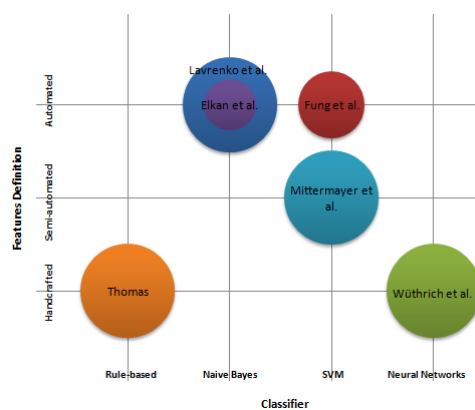 Features Definition
Automated
Semi-automated
Handcrafted
Lavrenko et al.
Elkan et al.
Fung et al.
Mittermayer et
al.
Thomas
Wüthrich et al.
Rule-based
Naive Bayes
SVM
Neural Networks
Classifier